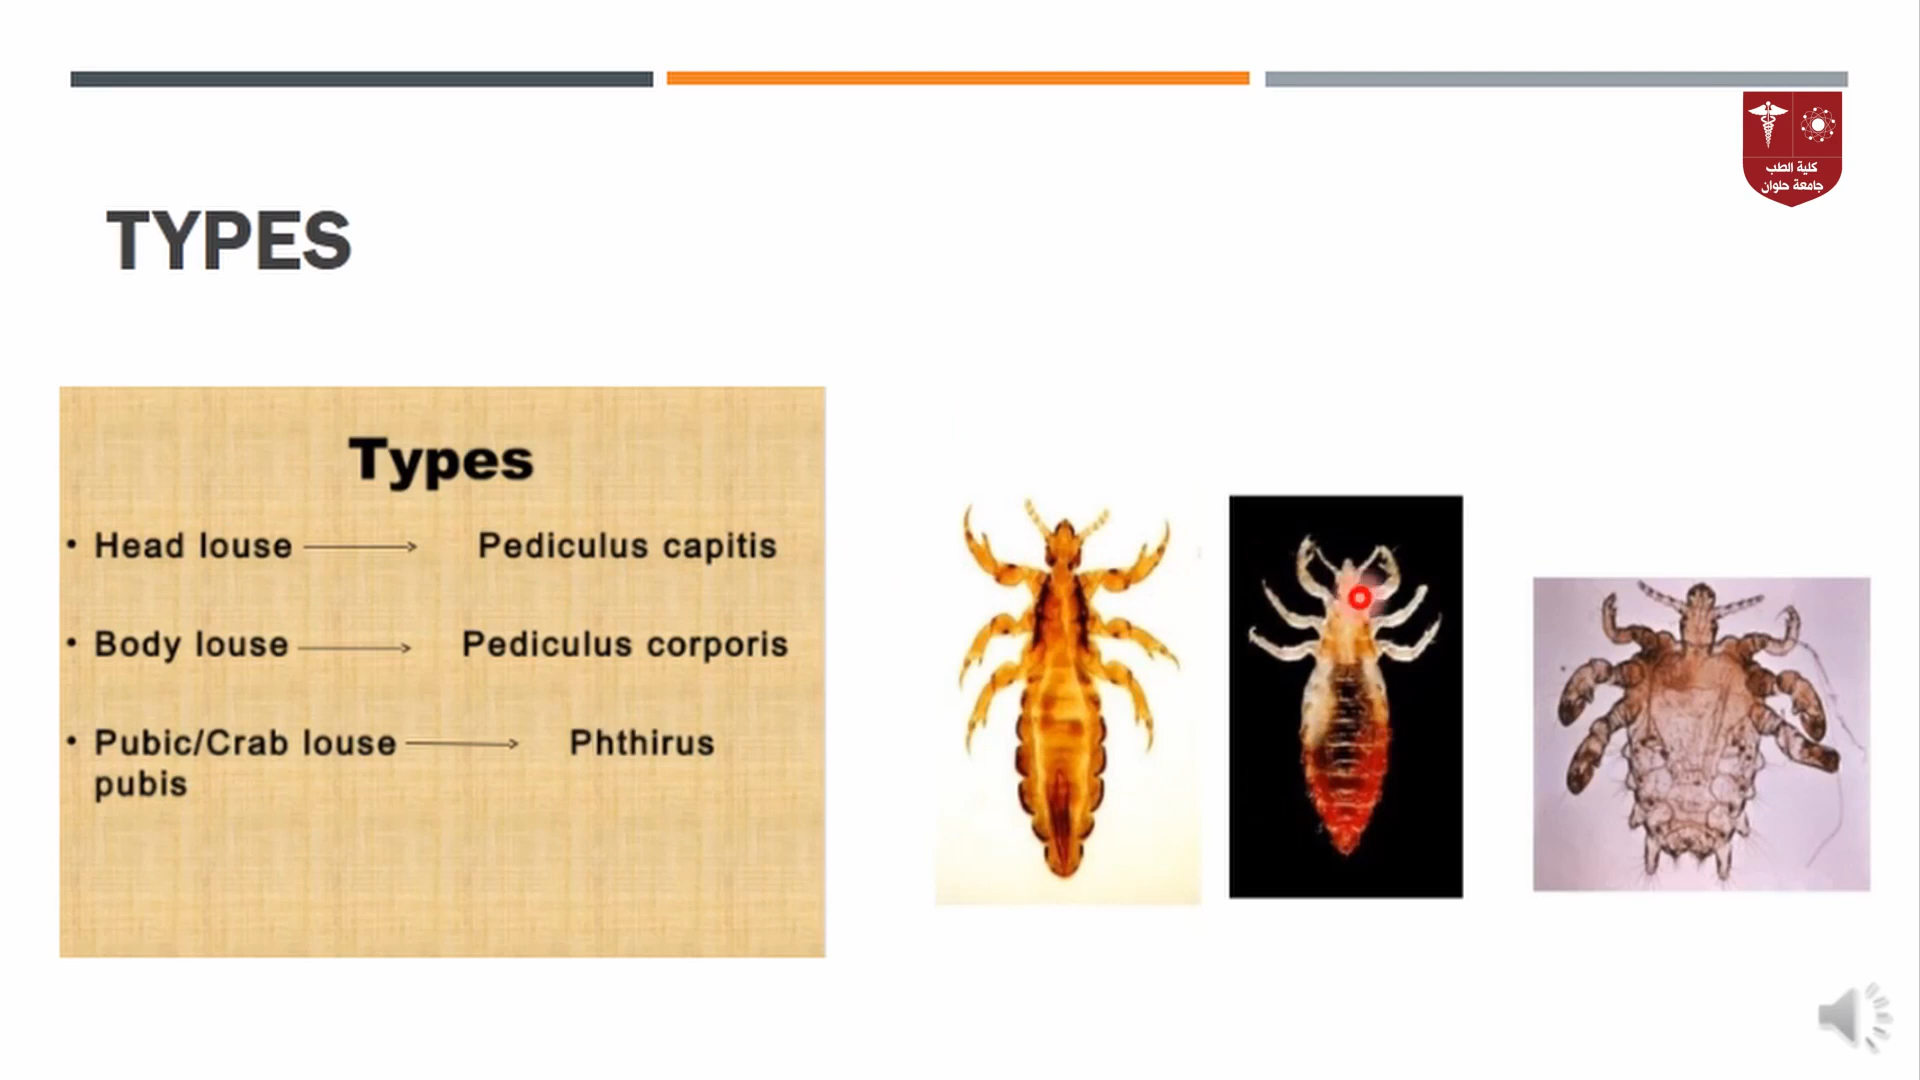 كلية الطب
جامعة حلوان
TYPES
Types
• Head louse → Pediculus capitis
• Body louse → Pediculus corporis
• Pubic/Crab louse → Phthirus
pubis